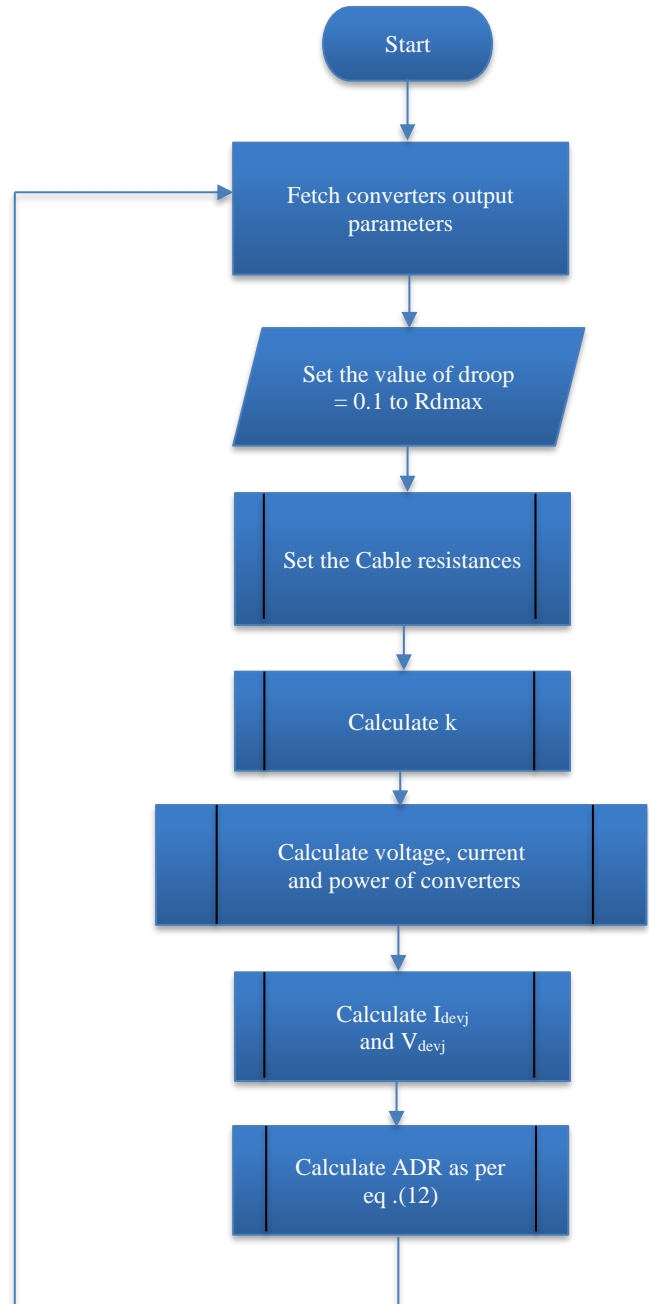 Start
Fetch converters output
parameters
Set the value of droop
= 0.1 to Rdmax
Set the Cable resistances
Calculate k
Calculate voltage, current
and power of converters
Calculate Idevj
and Vdevj
Calculate ADR as per
eq .(12)